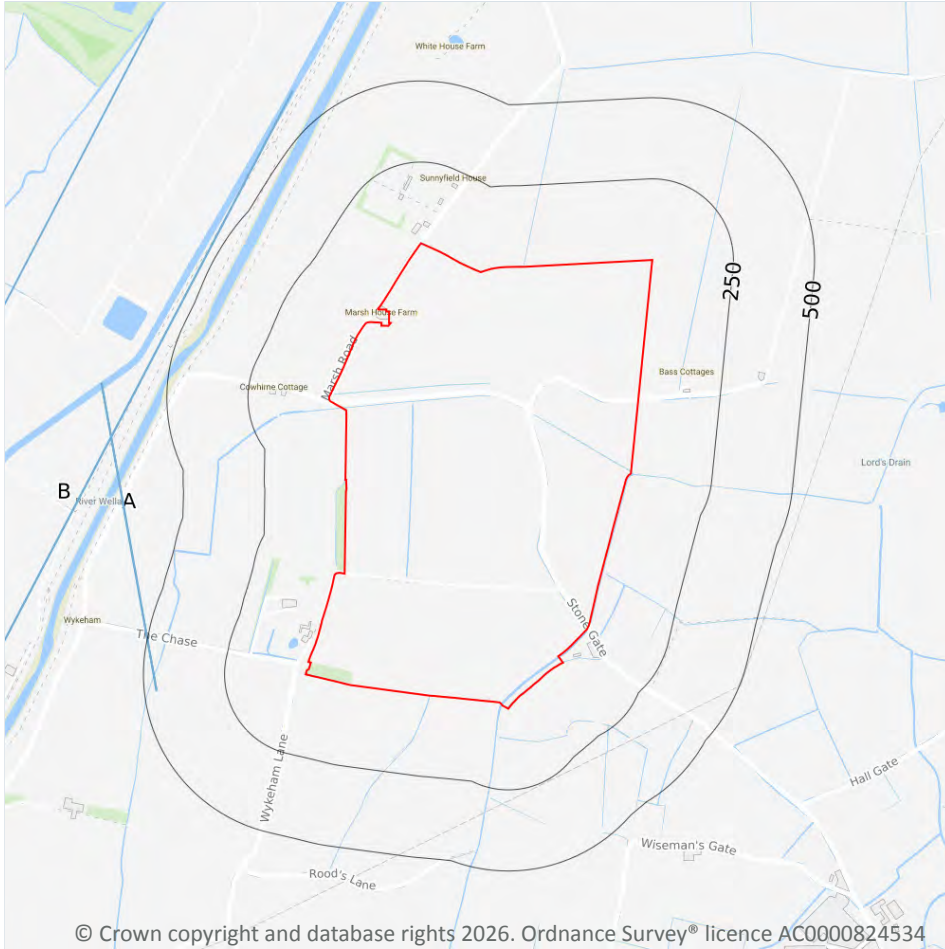 White House Farm
Sunnyfield House
250
500
Marsh House Farm
Marsh Road
Bass Cottages
Cowhirne Cottage
Lord's Drain
B
River Wella
A
Stone Gate
Wykeham
The Chase
Wykeham Lane
Hall Gate
Wiseman's Gate
Rood's Lane
© Crown copyright and database rights 2026. Ordnance Survey® licence AC0000824534